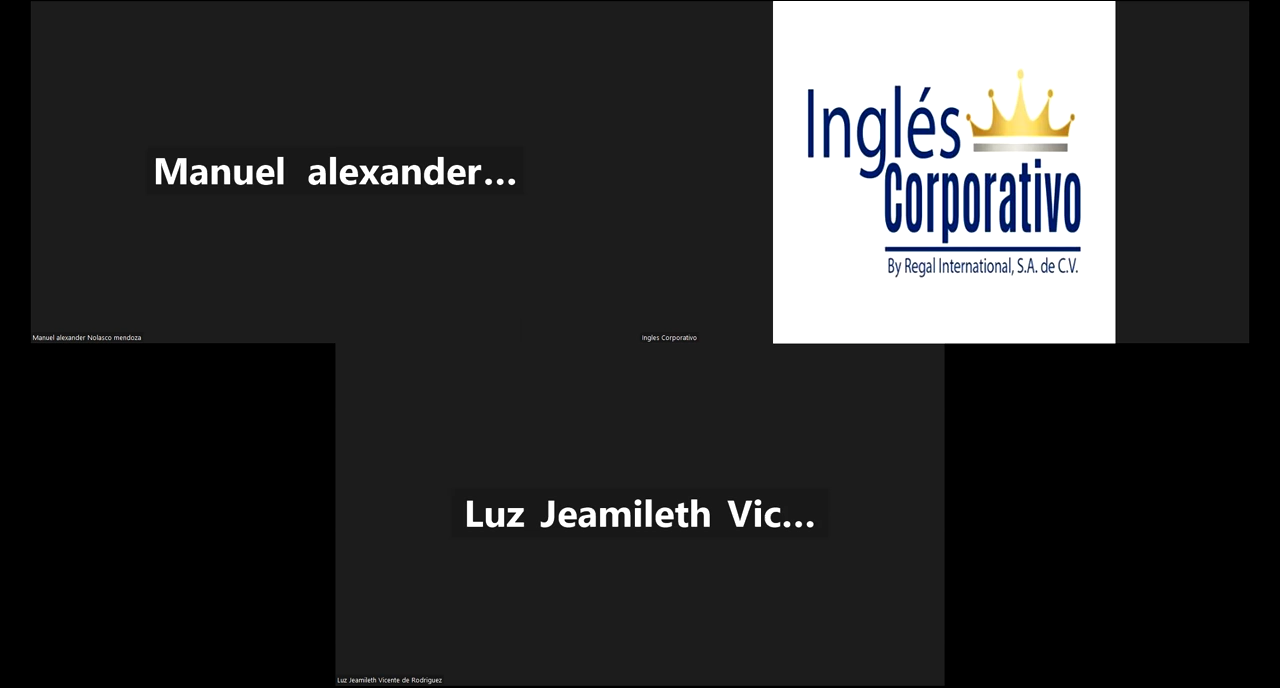 Manuel alexander...
Manuel alexander Nolasco mendoza
Inglés
Corporativo
By Regal International, S.A. de C.V.
Ingles Corporativo
Luz Jeamileth Vic...
Luz Jeamileth Vicente de Rodriguez